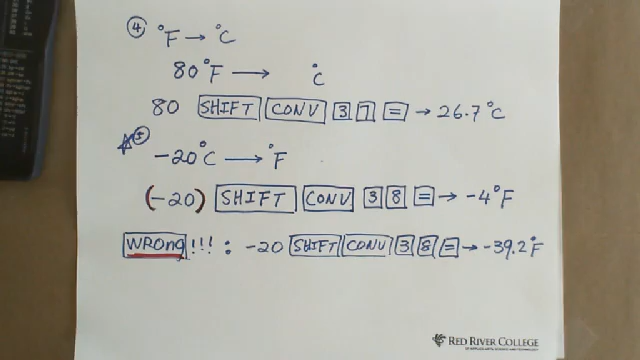 ④ °F → °C
80°F → °C
80 SHIFT CONV 3 7 = → 26.7°C
☆⑤
-20°C → °F
(-20) SHIFT CONV 3 8 = → -4°F
WRONG!!! : -20 SHIFT CONV 3 8 = → -39.2°F
RED RIVER COLLEGE